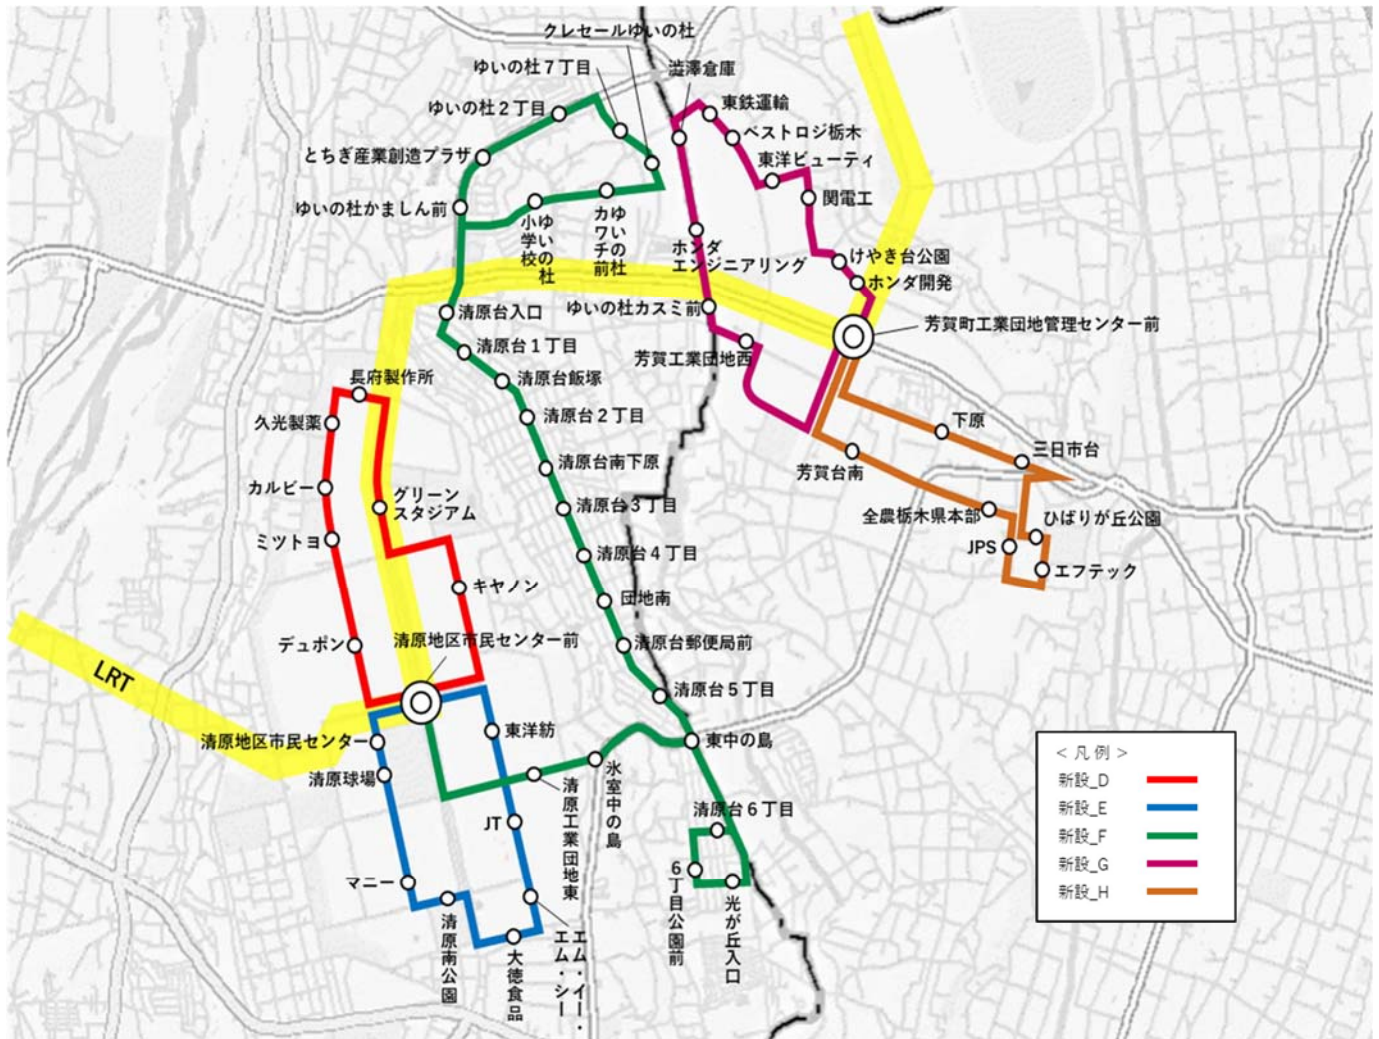 クレセールゆいの杜
ゆいの杜７丁目
澁澤倉庫
ゆいの杜２丁目
東鉄運輸
ベストロジ栃木
とちぎ産業創造プラザ
東洋ビューティ
関電工
ゆいの杜かましん前
ゆいの杜
小学校
ゆいの杜
カワチの前
ホンダ
エンジニアリング
けやき台公園
ホンダ開発
清原台入口
ゆいの杜カスミ前
芳賀町工業団地管理センター前
清原台１丁目
芳賀工業団地西
長府製作所
清原台飯塚
久光製薬
清原台２丁目
下原
三日市台
清原台南下原
芳賀台南
カルビー
グリーン
スタジアム
清原台３丁目
全農栃木県本部
ひばりが丘公園
ミツトヨ
清原台４丁目
JPS
エフテック
キヤノン
団地南
デュポン
清原地区市民センター前
清原台郵便局前
LRT
清原台５丁目
清原地区市民センター
東洋紡
東中の島
清原球場
清原工業団地東
氷室中の島
清原台６丁目
JT
マニー
６丁目公園前
光が丘入口
清原南公園
大徳食品
エム・イー・
エム・シー
＜凡例＞
新設_D
新設_E
新設_F
新設_G
新設_H